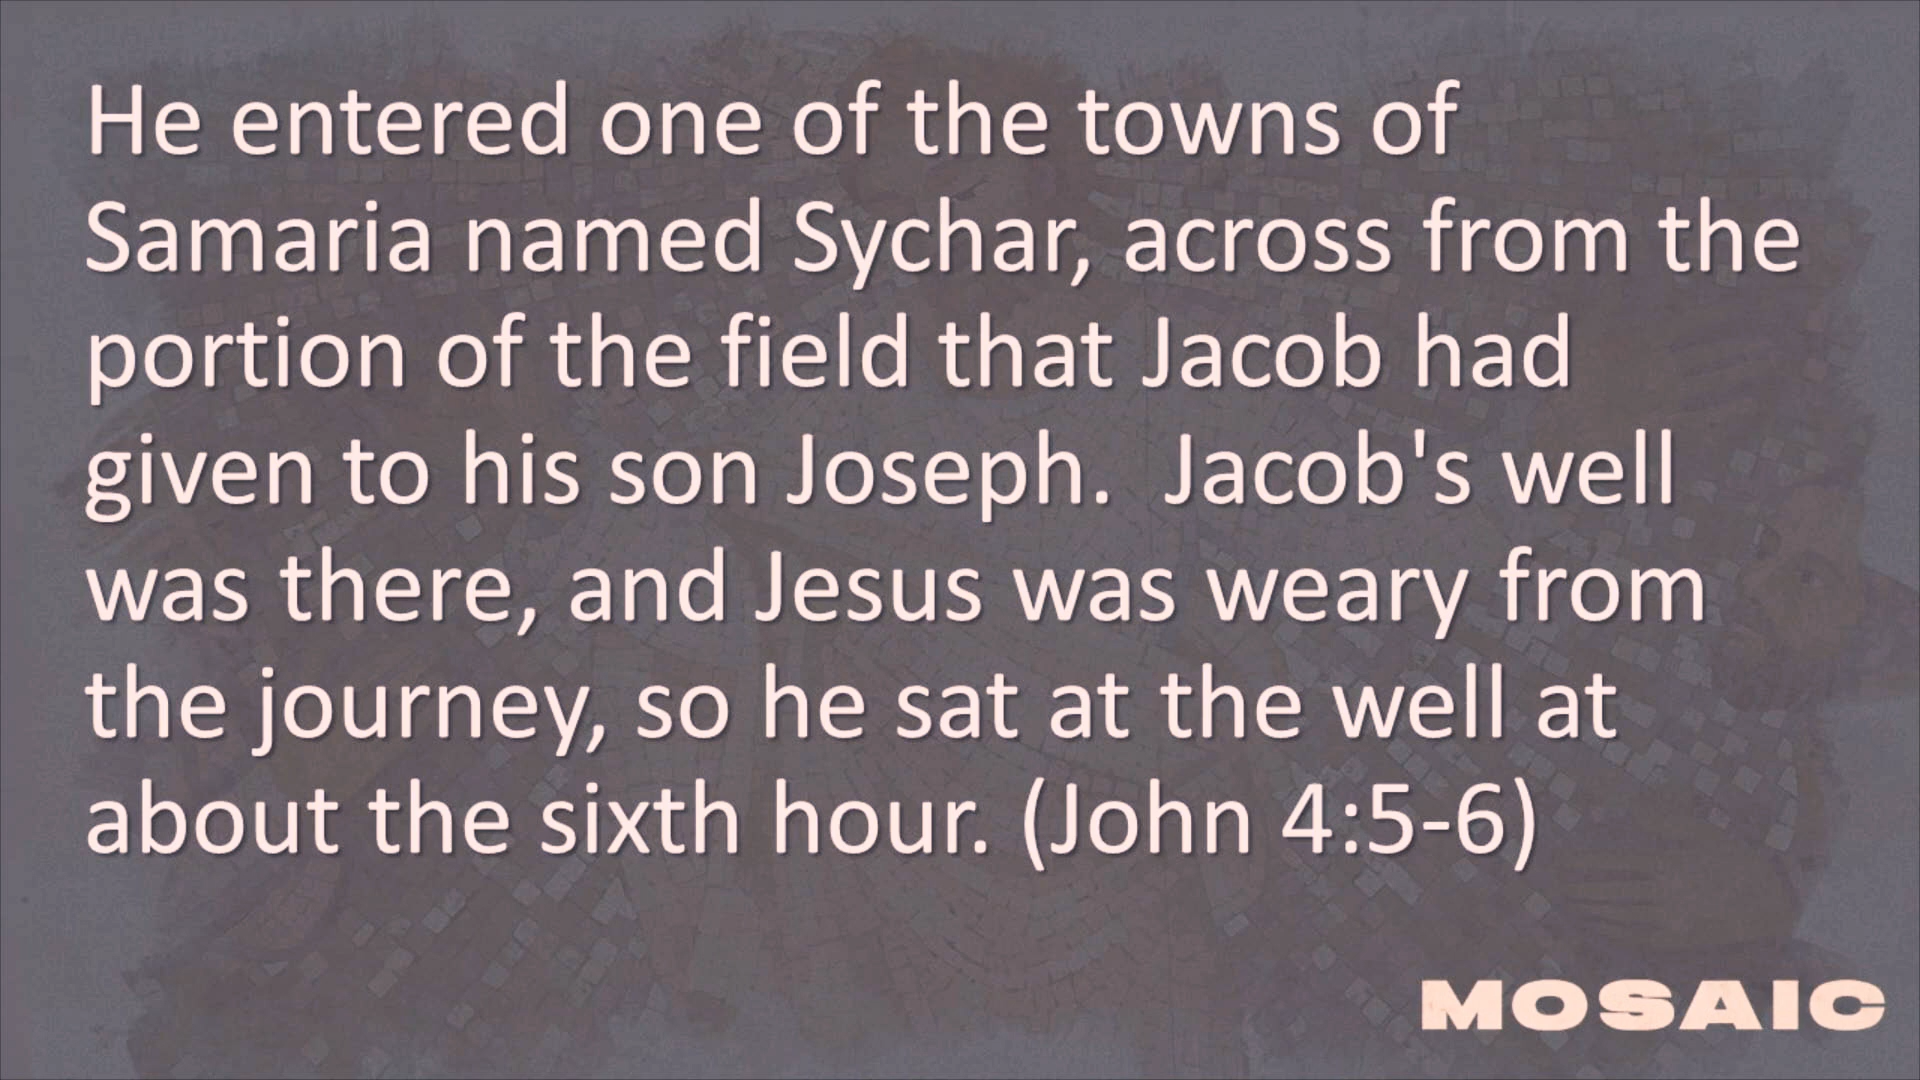 He entered one of the towns of
Samaria named Sychar, across from the
portion of the field that Jacob had
given to his son Joseph.  Jacob's well
was there, and Jesus was weary from
the journey, so he sat at the well at
about the sixth hour. (John 4:5-6)
MOSAIC